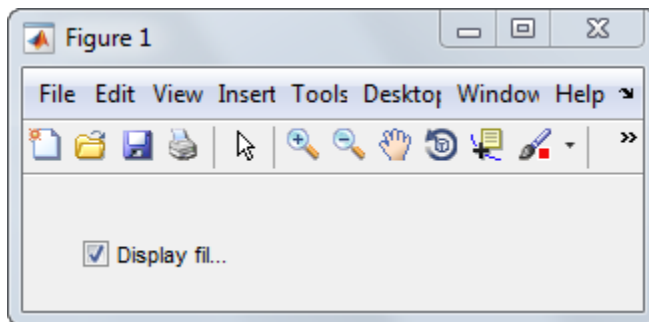 Figure 1
File Edit View Insert Tools Desktop Window Help
Display fil...